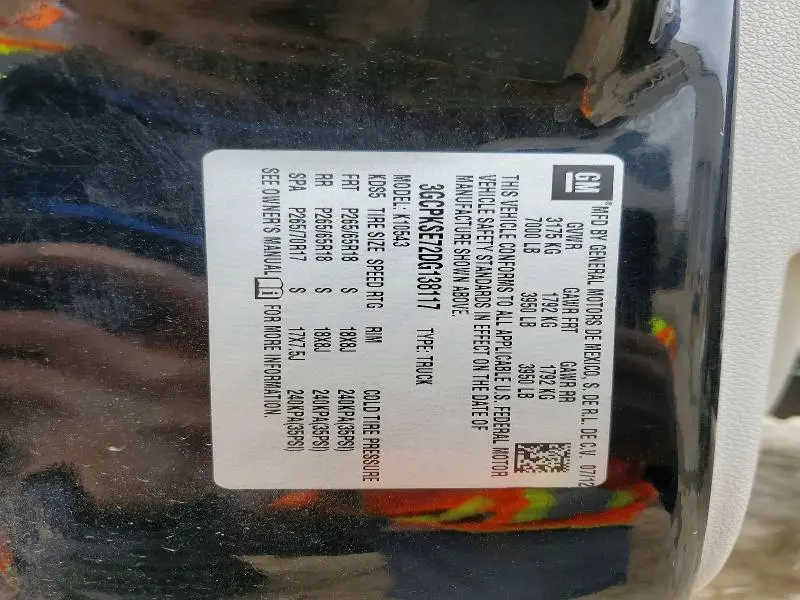 GM
® MFD BY GENERAL MOTORS DE MEXICO, S. DE R.L. DE C.V. 07/12
GVWR GAWR FRT GAWR RR
3175 KG 1792 KG 1792 KG
7000 LB 3950 LB 3950 LB
THIS VEHICLE CONFORMS TO ALL APPLICABLE U.S. FEDERAL MOTOR
VEHICLE SAFETY STANDARDS IN EFFECT ON THE DATE OF
MANUFACTURE SHOWN ABOVE.
3GCPKSE72DG138117 TYPE: TRUCK
MODEL: K10543
KDS5 TIRE SIZE SPEED RTG RIM COLD TIRE PRESSURE
FRT P265/65R18 S 18X8J 240KPA(35PSI)
RR P265/65R18 S 18X8J 240KPA(35PSI)
SPA P265/70R17 S 17X7.5J 240KPA(35PSI)
SEE OWNER'S MANUAL FOR MORE INFORMATION.